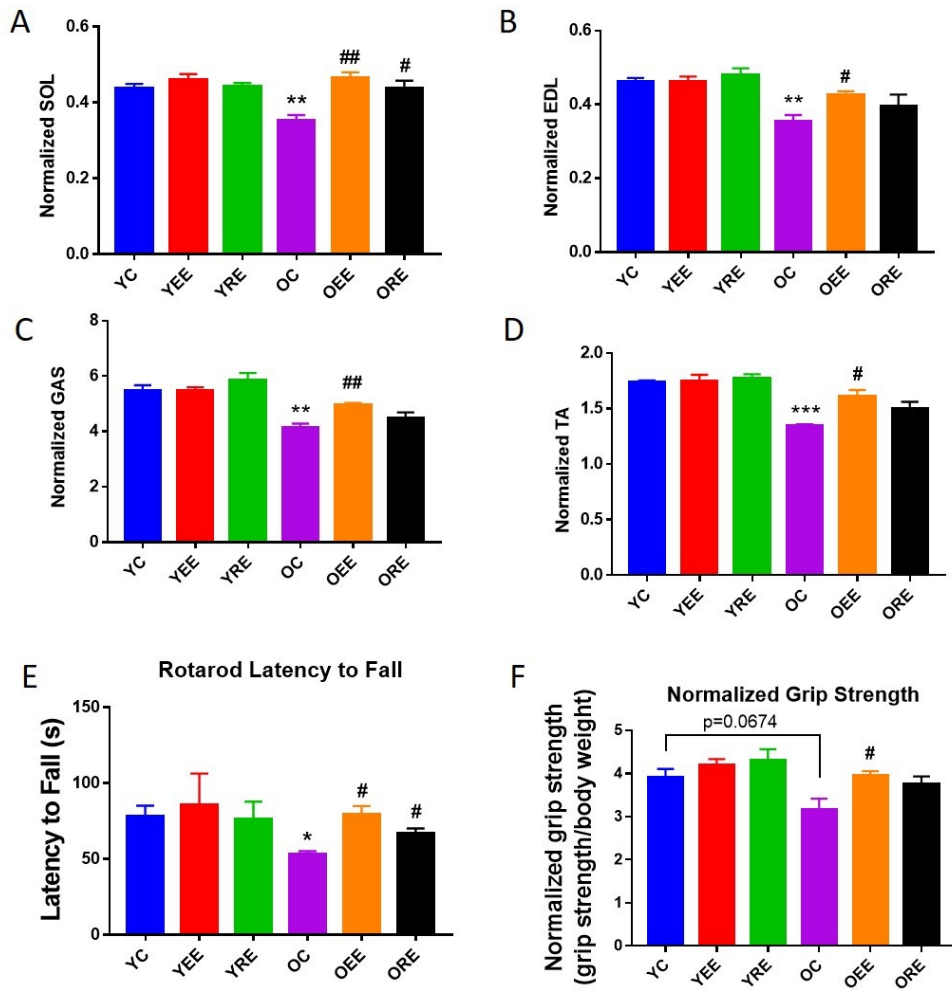 A
Normalized SOL
0.6
0.4
0.2
0.0
**
##
#
YC YEE YRE OC OEE ORE
B
Normalized EDL
0.6
0.4
0.2
0.0
**
#
YC YEE YRE OC OEE ORE
C
Normalized GAS
8
6
4
2
0
**
##
YC YEE YRE OC OEE ORE
D
Normalized TA
2.0
1.5
1.0
0.5
0.0
***
#
YC YEE YRE OC OEE ORE
E
Rotarod Latency to Fall
Latency to Fall (s)
150
100
50
0
*
#
#
YC YEE YRE OC OEE ORE
F
Normalized Grip Strength
Normalized grip strength
(grip strength/body weight)
p=0.0674
5
4
3
2
1
0
#
YC YEE YRE OC OEE ORE